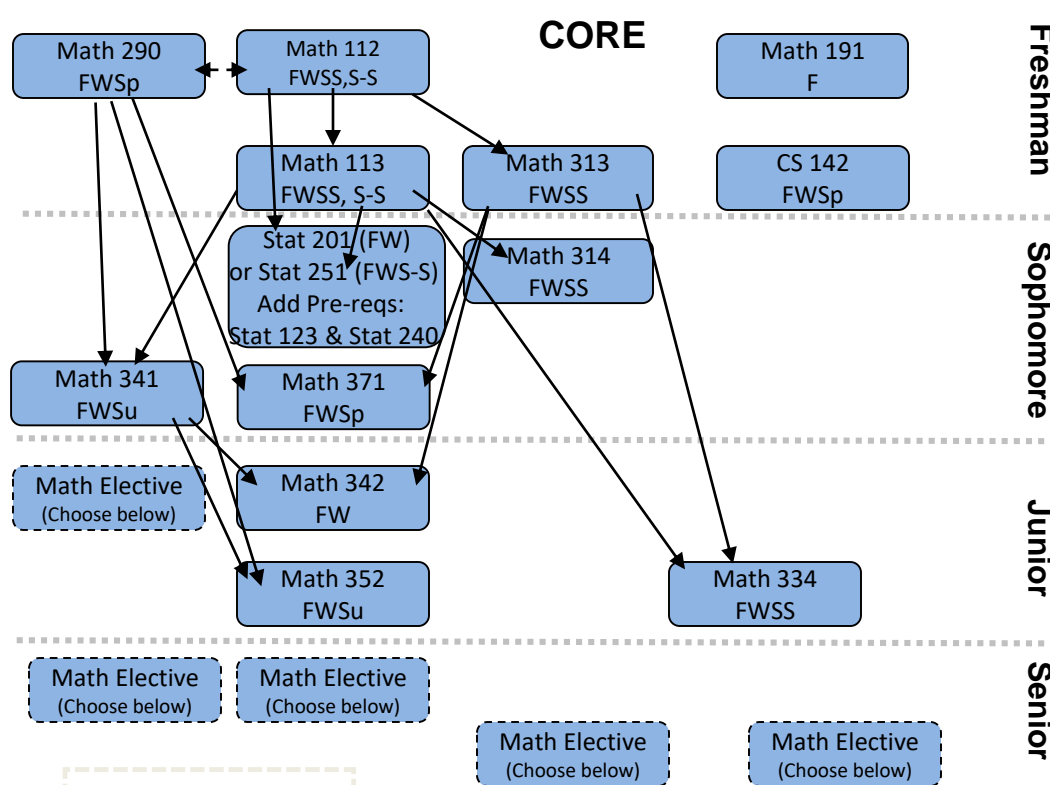 CORE
Freshman
Math 290
FWSp
Math 112
FWSS,S-S
Math 191
F
Math 113
FWSS, S-S
Math 313
FWSS
CS 142
FWSp
Sophomore
Stat 201 (FW)
or Stat 251 (FWS-S)
Add Pre-reqs:
Stat 123 & Stat 240
Math 314
FWSS
Math 341
FWSu
Math 371
FWSp
Junior
Math Elective
(Choose below)
Math 342
FW
Math 352
FWSu
Math 334
FWSS
Senior
Math Elective
(Choose below)
Math Elective
(Choose below)
Math Elective
(Choose below)
Math Elective
(Choose below)